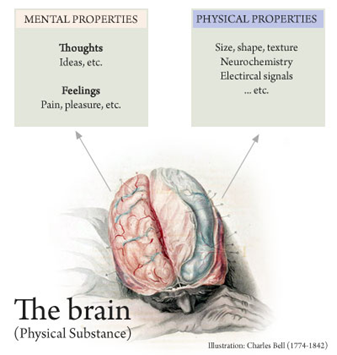 MENTAL PROPERTIES
Thoughts
Ideas, etc.
Feelings
Pain, pleasure, etc.
PHYSICAL PROPERTIES
Size, shape, texture
Neurochemistry
Electircal signals
... etc.
The brain
(Physical Substance)
Illustration: Charles Bell (1774-1842)